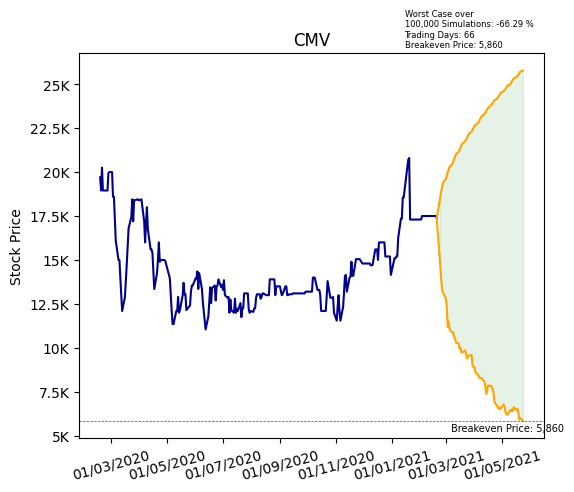 Worst Case over
100,000 Simulations: -66.29 %
Trading Days: 66
Breakeven Price: 5,860
CMV
Stock Price
25K
22.5K
20K
17.5K
15K
12.5K
10K
7.5K
5K
Breakeven Price: 5,860
01/03/2020
01/05/2020
01/07/2020
01/09/2020
01/11/2020
01/01/2021
01/03/2021
01/05/2021